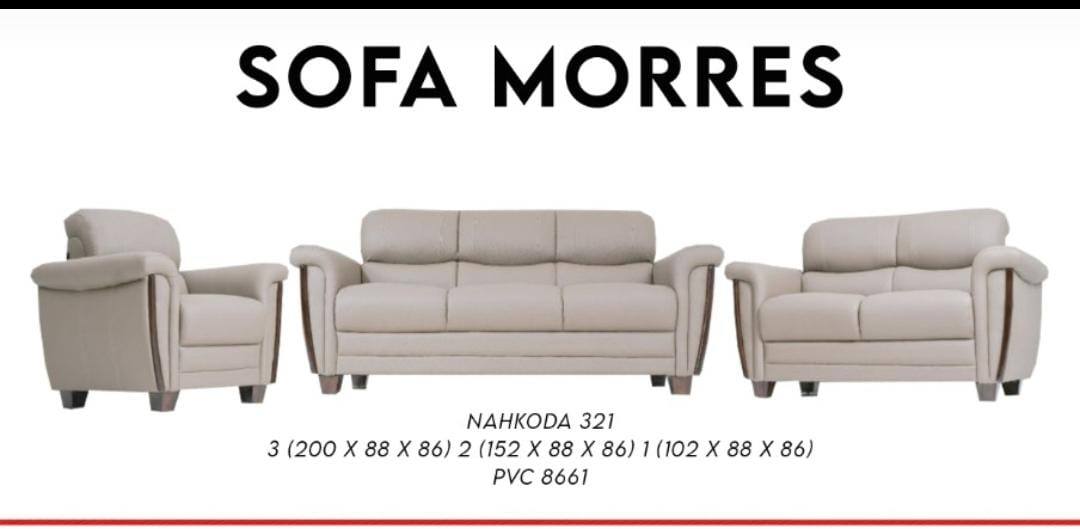 SOFA MORRES
NAHKODA 321
3 (200 X 88 X 86) 2 (152 X 88 X 86) 1 (102 X 88 X 86)
PVC 8661